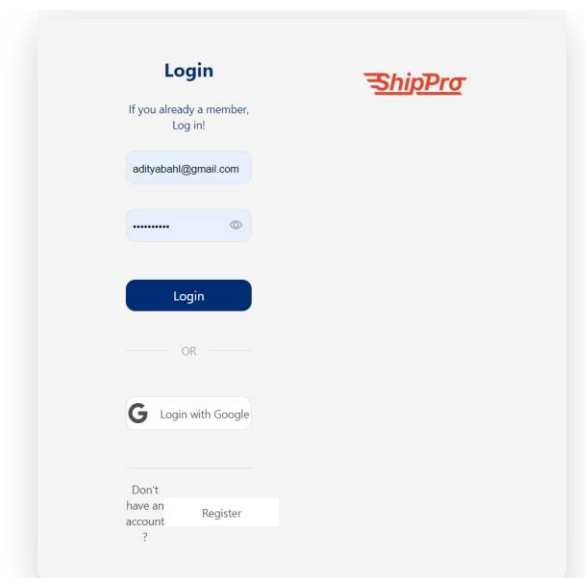 Login
ShipPro
If you already a member,
Log in!
adityabahl@gmail.com
••••••••••
Login
OR
G Login with Google
Don't
have an
account
?
Register